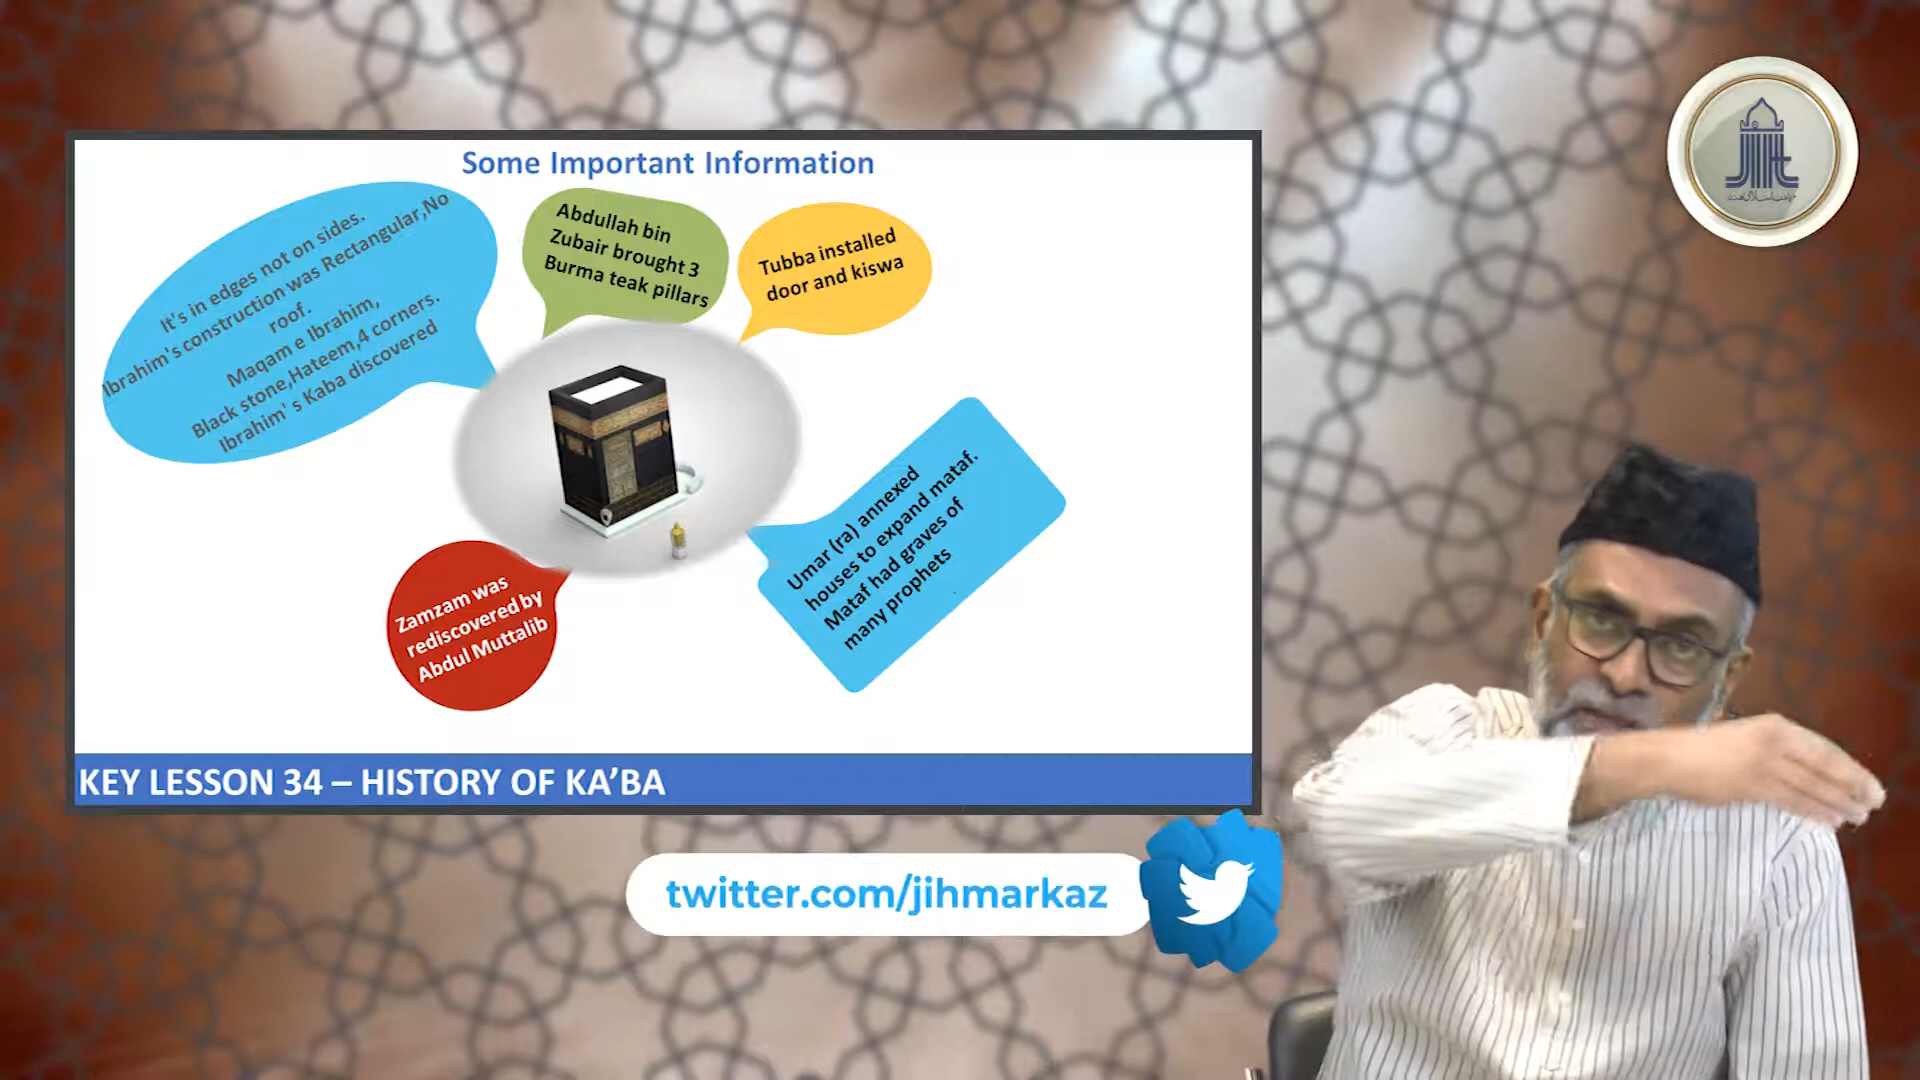 Some Important Information
It's in edges not on sides.
Ibrahim's construction was Rectangular,No
roof.
Maqam e Ibrahim,
Black stone,Hateem,4 corners.
Ibrahim' s Kaba discovered
Abdullah bin
Zubair brought 3
Burma teak pillars
Tubba installed
door and kiswa
Umar (ra) annexed
houses to expand mataf.
Mataf had graves of
many prophets
Zamzam was
rediscovered by
Abdul Muttalib
KEY LESSON 34 – HISTORY OF KA’BA
twitter.com/jihmarkaz